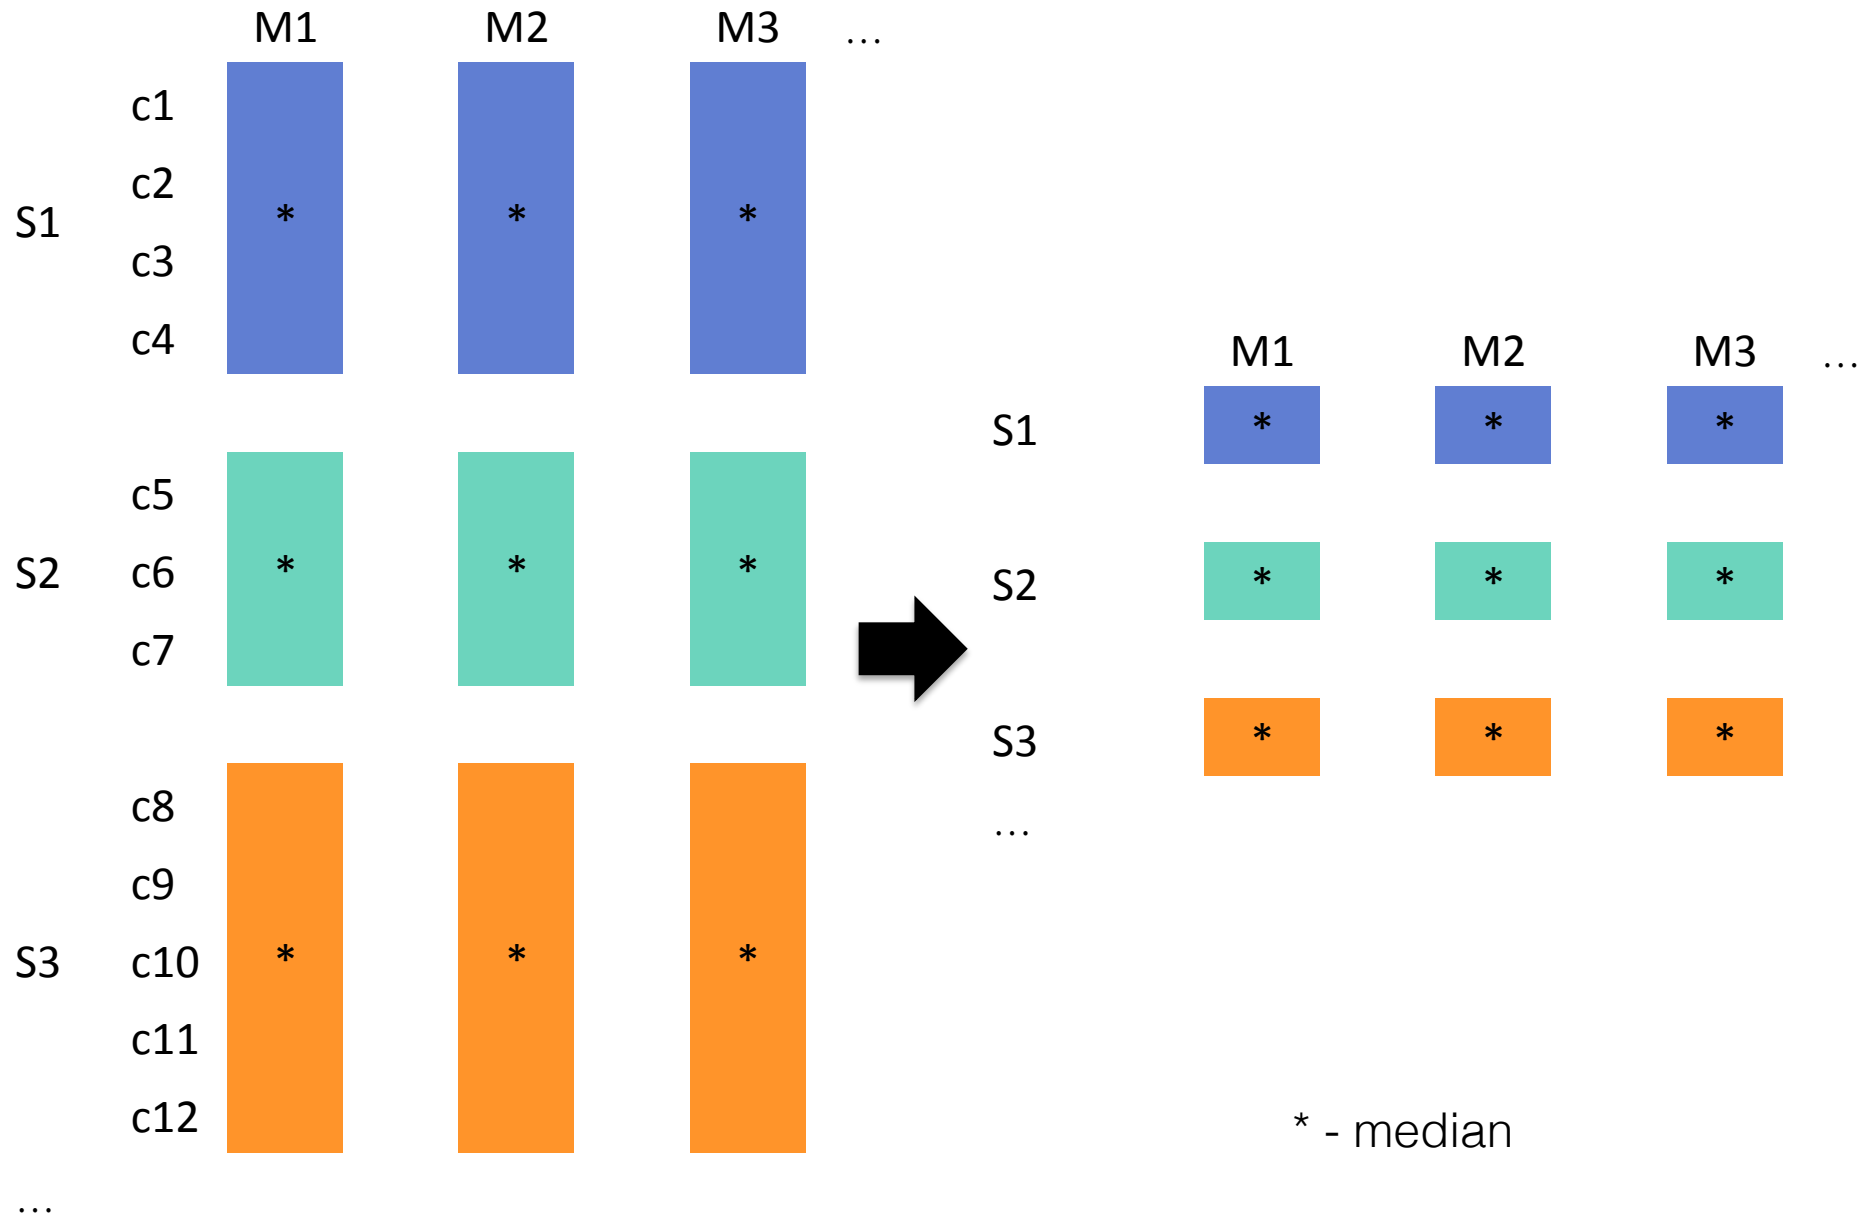 M1 M2 M3 …
c1
c2
S1 * * *
c3
c4
c5
S2 c6 * * *
c7
c8
c9
S3 c10 * * *
c11
c12
…
M1 M2 M3 …
S1 * * *
S2 * * *
S3 * * *
…
* - median